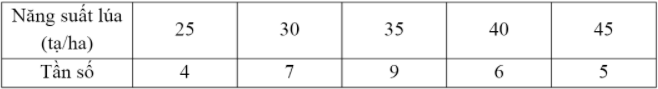 Năng suất lúa (tạ/ha) 25 30 35 40 45
Tần số 4 7 9 6 5